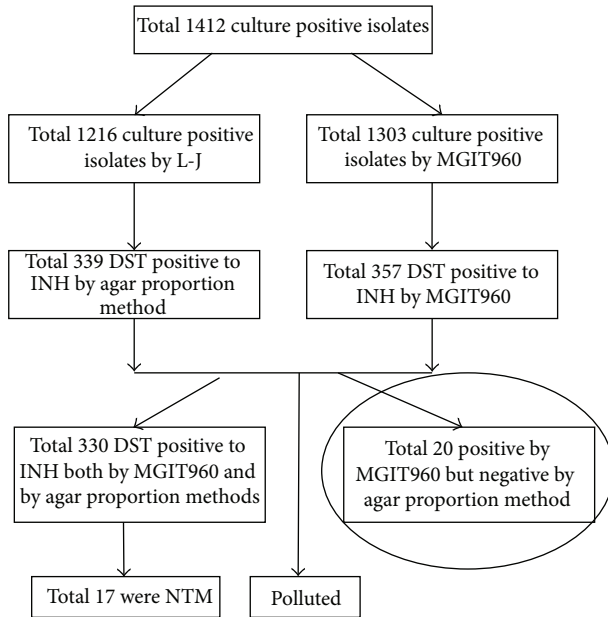 Total 1412 culture positive isolates
Total 1216 culture positive
isolates by L-J
Total 1303 culture positive
isolates by MGIT960
Total 339 DST positive to
INH by agar proportion
method
Total 357 DST positive to
INH by MGIT960
Total 330 DST positive to
INH both by MGIT960 and
by agar proportion methods
Total 20 positive by
MGIT960 but negative by
agar proportion method
Total 17 were NTM
Polluted